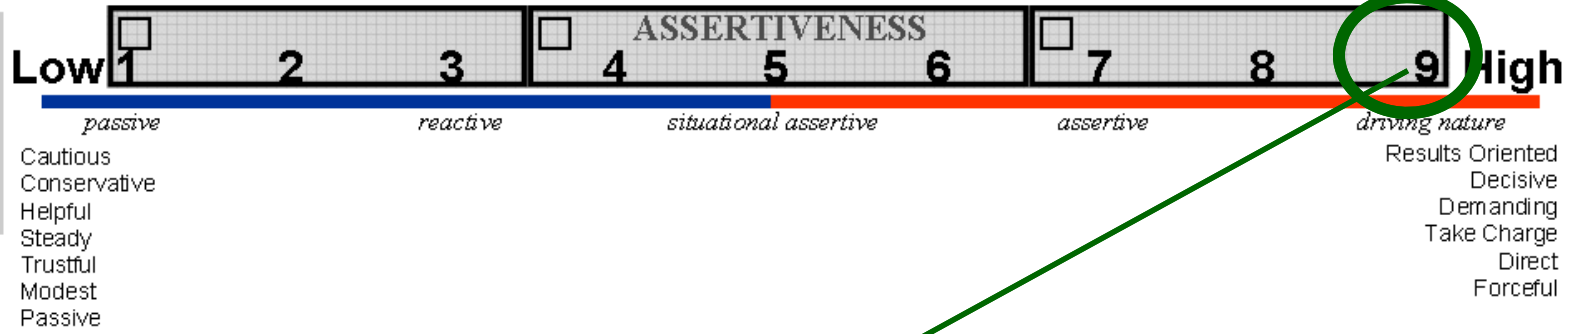 ASSERTIVENESS
Low 1 2 3 4 5 6 7 8 9 High
passive reactive situational assertive assertive driving nature
Cautious
Conservative
Helpful
Steady
Trustful
Modest
Passive
Results Oriented
Decisive
Demanding
Take Charge
Direct
Forceful